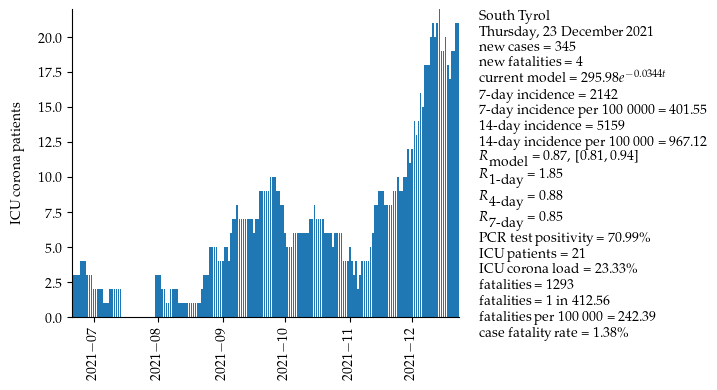 South Tyrol
Thursday, 23 December 2021
new cases = 345
new fatalities = 4
current model = 295.98e^{−0.0344t}
7-day incidence = 2142
7-day incidence per 100 0000 = 401.55
14-day incidence = 5159
14-day incidence per 100 000 = 967.12
R_model = 0.87, [0.81, 0.94]
R_1-day = 1.85
R_4-day = 0.88
R_7-day = 0.85
PCR test positivity = 70.99%
ICU patients = 21
ICU corona load = 23.33%
fatalities = 1293
fatalities = 1 in 412.56
fatalities per 100 000 = 242.39
case fatality rate = 1.38%
ICU corona patients
20.0
17.5
15.0
12.5
10.0
7.5
5.0
2.5
0.0
2021−07
2021−08
2021−09
2021−10
2021−11
2021−12